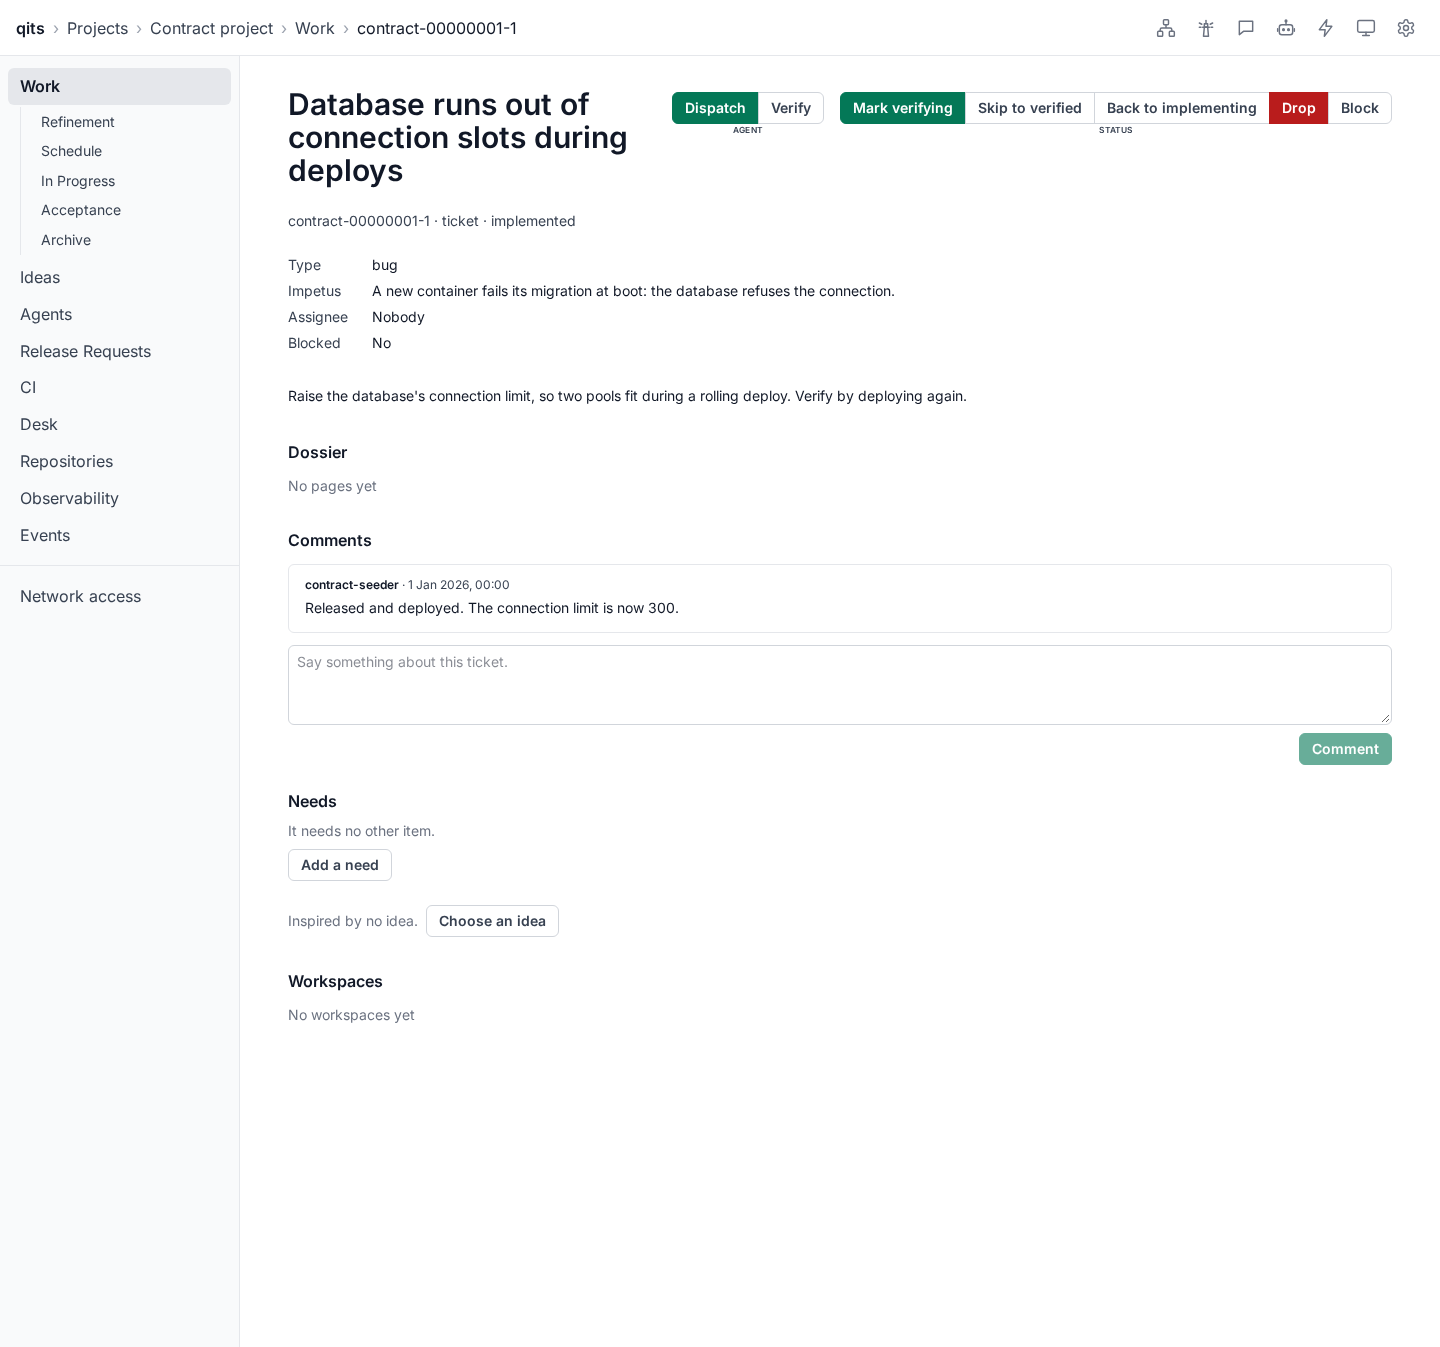 qits › Projects › Contract project › Work › contract-00000001-1
Work
Refinement
Schedule
In Progress
Acceptance
Archive
Ideas
Agents
Release Requests
CI
Desk
Repositories
Observability
Events
Network access
Database runs out of
connection slots during
deploys
Dispatch Verify
AGENT
Mark verifying Skip to verified Back to implementing Drop Block
STATUS
contract-00000001-1 · ticket · implemented
Type bug
Impetus A new container fails its migration at boot: the database refuses the connection.
Assignee Nobody
Blocked No
Raise the database's connection limit, so two pools fit during a rolling deploy. Verify by deploying again.
Dossier
No pages yet
Comments
contract-seeder · 1 Jan 2026, 00:00
Released and deployed. The connection limit is now 300.
Say something about this ticket.
Comment
Needs
It needs no other item.
Add a need
Inspired by no idea. Choose an idea
Workspaces
No workspaces yet